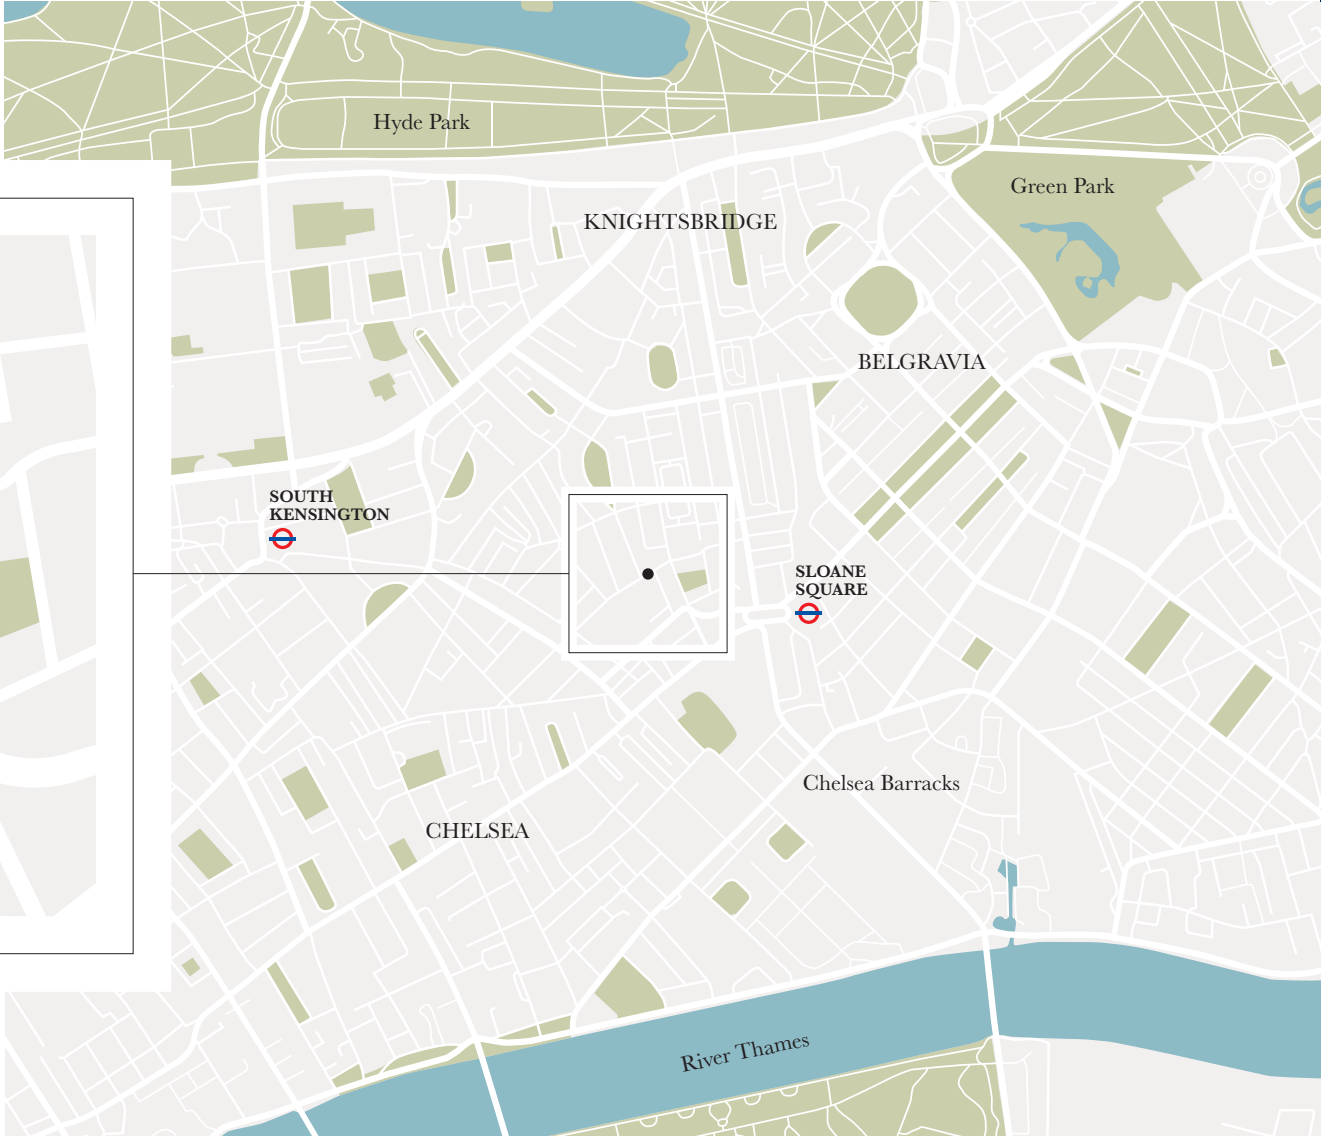 Hyde Park
Green Park
KNIGHTSBRIDGE
BELGRAVIA
SOUTH
KENSINGTON
SLOANE
SQUARE
Chelsea Barracks
CHELSEA
River Thames